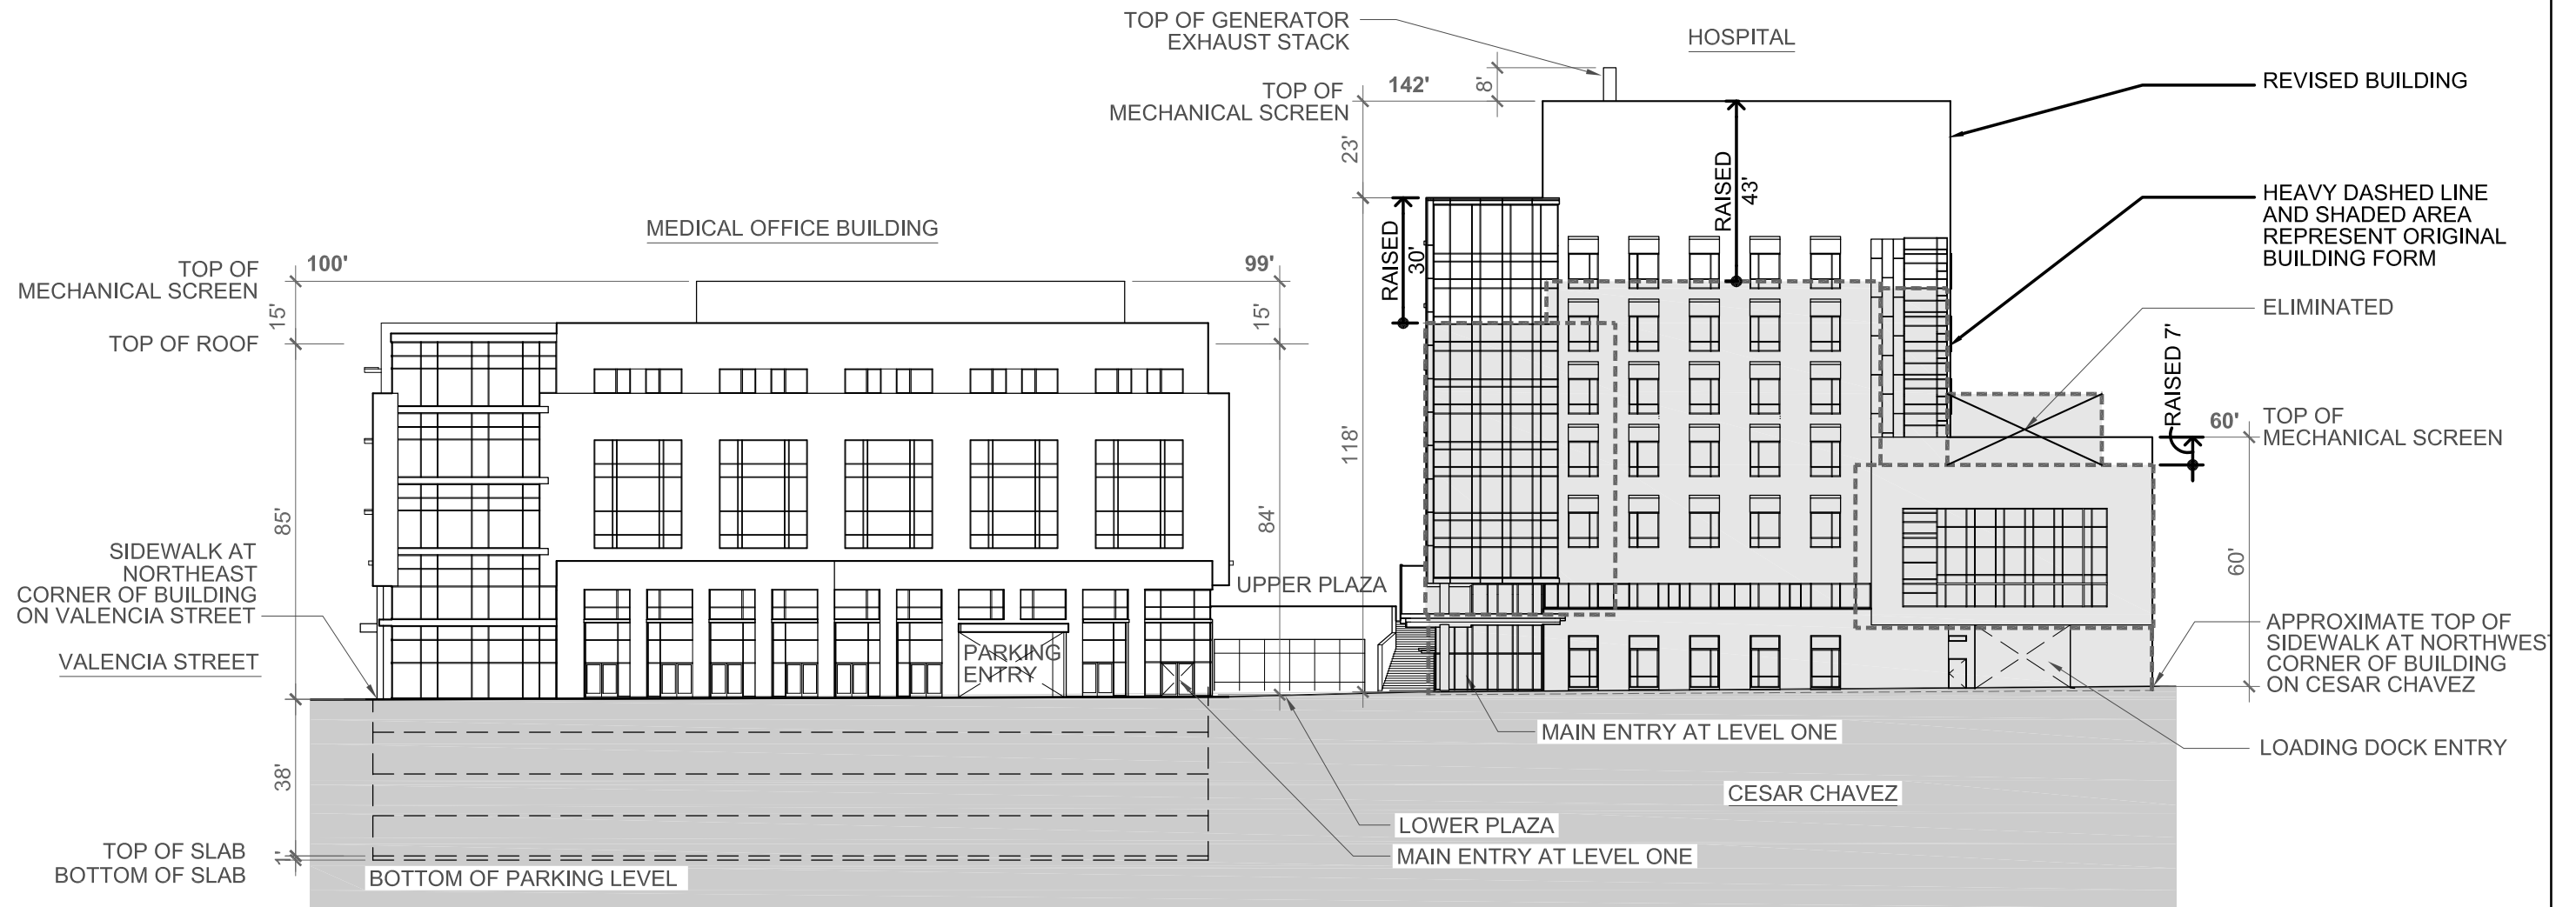 TOP OF GENERATOR
EXHAUST STACK
HOSPITAL
8'
142'
TOP OF
MECHANICAL SCREEN
REVISED BUILDING
23'
RAISED
43'
HEAVY DASHED LINE
AND SHADED AREA
REPRESENT ORIGINAL
BUILDING FORM
RAISED
30'
MEDICAL OFFICE BUILDING
TOP OF
MECHANICAL SCREEN
100'
99'
15'
15'
TOP OF ROOF
ELIMINATED
RAISED 7'
60'
TOP OF
MECHANICAL SCREEN
118'
85'
84'
60'
SIDEWALK AT
NORTHEAST
CORNER OF BUILDING
ON VALENCIA STREET
UPPER PLAZA
APPROXIMATE TOP OF
SIDEWALK AT NORTHWES
CORNER OF BUILDING
ON CESAR CHAVEZ
VALENCIA STREET
PARKING
ENTRY
MAIN ENTRY AT LEVEL ONE
LOADING DOCK ENTRY
38'
CESAR CHAVEZ
LOWER PLAZA
MAIN ENTRY AT LEVEL ONE
TOP OF SLAB
1'
BOTTOM OF SLAB
BOTTOM OF PARKING LEVEL